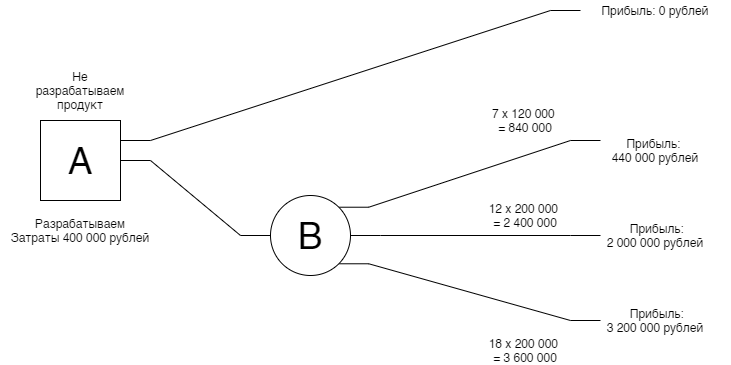 Прибыль: 0 рублей
Не
разрабатываем
продукт
A
Разрабатываем
Затраты 400 000 рублей
B
7 x 120 000
= 840 000
Прибыль:
440 000 рублей
12 x 200 000
= 2 400 000
Прибыль:
2 000 000 рублей
Прибыль:
3 200 000 рублей
18 x 200 000
= 3 600 000